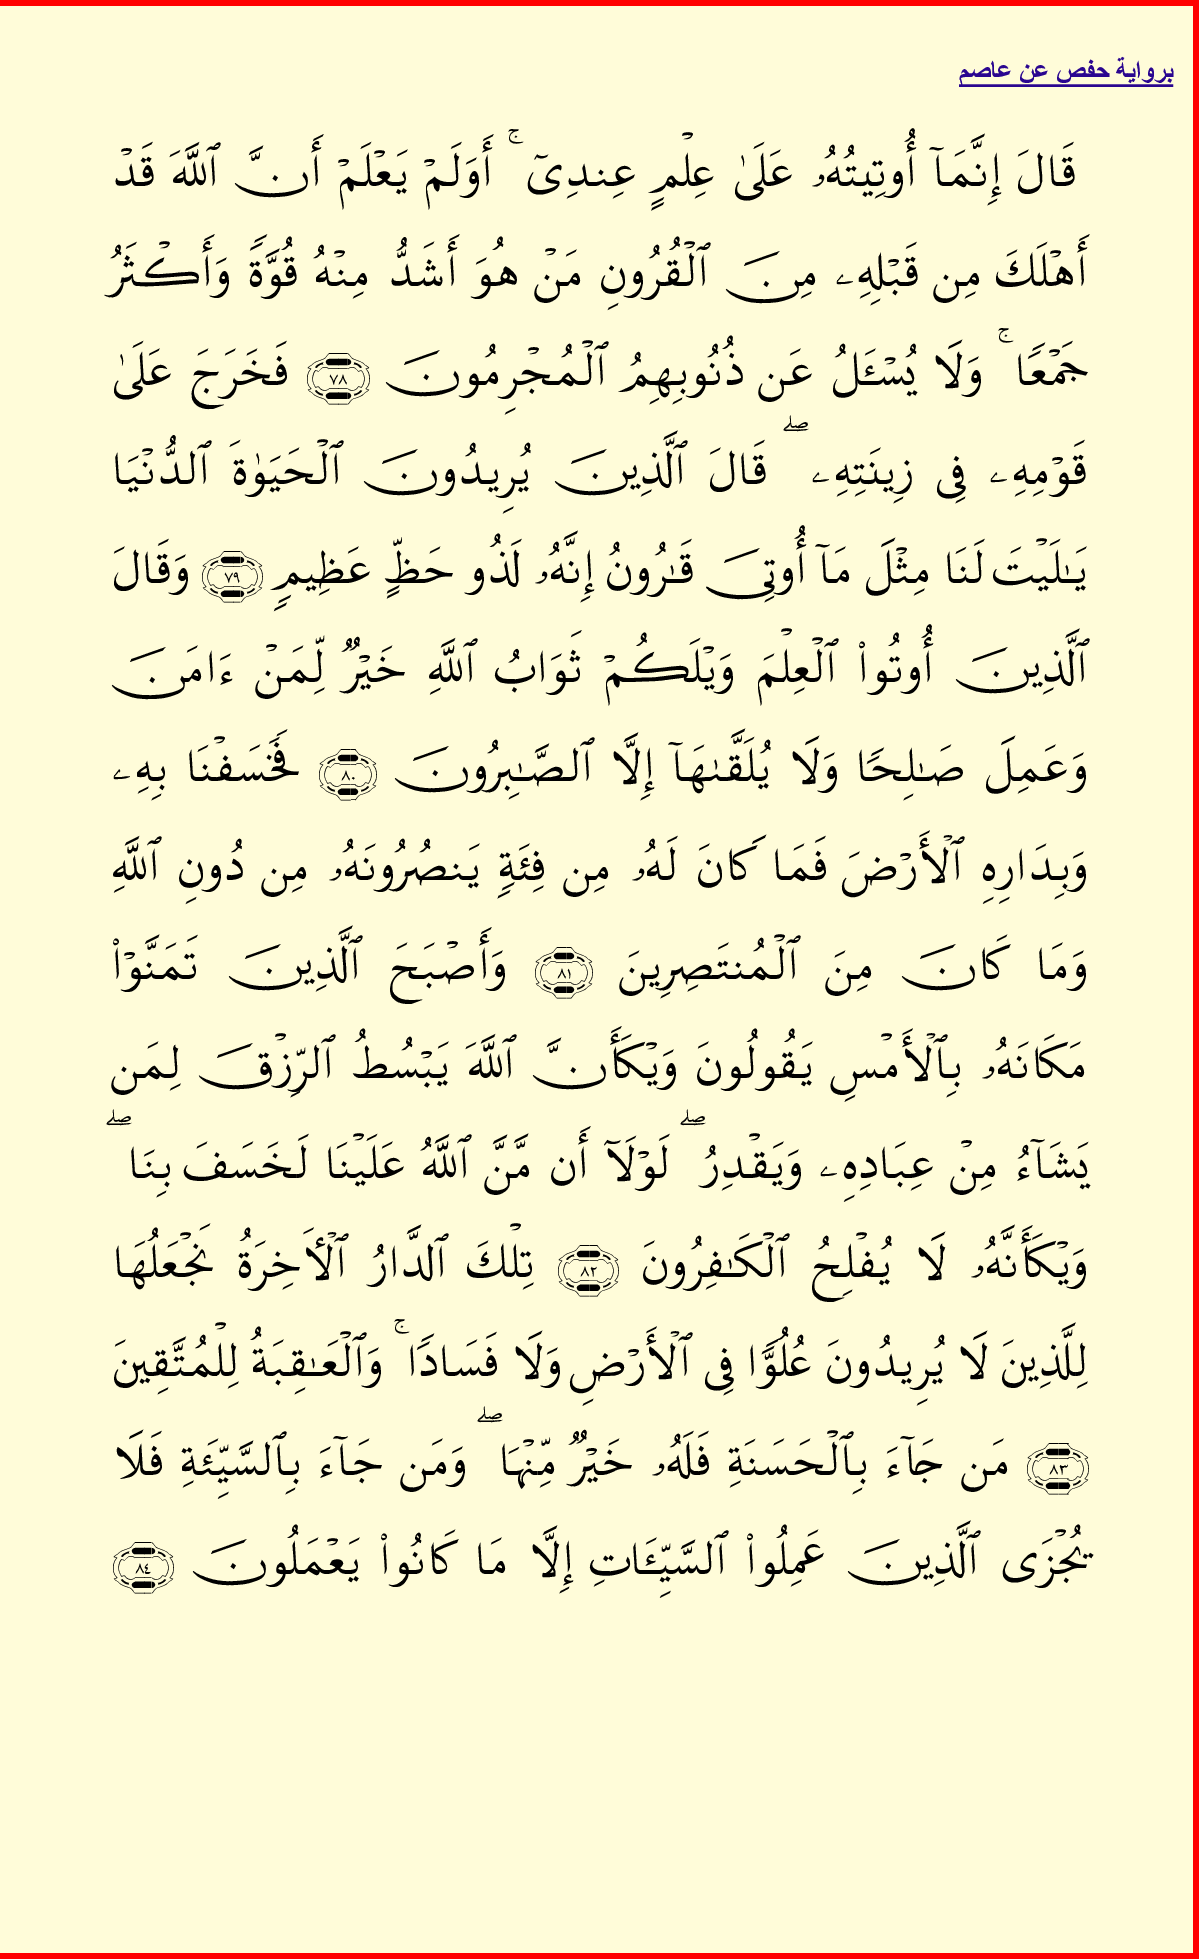 برواية حفص عن عاصم
قَالَ إِنَّمَآ أُوتِيتُهُۥ عَلَىٰ عِلْمٍ عِندِىٓ ۚ أَوَلَمْ يَعْلَمْ أَنَّ ٱللَّهَ قَدْ
أَهْلَكَ مِن قَبْلِهِۦ مِنَ ٱلْقُرُونِ مَنْ هُوَ أَشَدُّ مِنْهُ قُوَّةً وَأَكْثَرُ
جَمْعًا ۚ وَلَا يُسْـَٔلُ عَن ذُنُوبِهِمُ ٱلْمُجْرِمُونَ ٧٨ فَخَرَجَ عَلَىٰ
قَوْمِهِۦ فِى زِينَتِهِۦ ۖ قَالَ ٱلَّذِينَ يُرِيدُونَ ٱلْحَيَوٰةَ ٱلدُّنْيَا
يَـٰلَيْتَ لَنَا مِثْلَ مَآ أُوتِىَ قَـٰرُونُ إِنَّهُۥ لَذُو حَظٍّ عَظِيمٍ ٧٩ وَقَالَ
ٱلَّذِينَ أُوتُوا۟ ٱلْعِلْمَ وَيْلَكُمْ ثَوَابُ ٱللَّهِ خَيْرٌ لِّمَنْ ءَامَنَ
وَعَمِلَ صَـٰلِحًا وَلَا يُلَقَّىٰهَآ إِلَّا ٱلصَّـٰبِرُونَ ٨٠ فَخَسَفْنَا بِهِۦ
وَبِدَارِهِ ٱلْأَرْضَ فَمَا كَانَ لَهُۥ مِن فِئَةٍ يَنصُرُونَهُۥ مِن دُونِ ٱللَّهِ
وَمَا كَانَ مِنَ ٱلْمُنتَصِرِينَ ٨١ وَأَصْبَحَ ٱلَّذِينَ تَمَنَّوْا۟
مَكَانَهُۥ بِٱلْأَمْسِ يَقُولُونَ وَيْكَأَنَّ ٱللَّهَ يَبْسُطُ ٱلرِّزْقَ لِمَن
يَشَآءُ مِنْ عِبَادِهِۦ وَيَقْدِرُ ۖ لَوْلَآ أَن مَّنَّ ٱللَّهُ عَلَيْنَا لَخَسَفَ بِنَا ۖ
وَيْكَأَنَّهُۥ لَا يُفْلِحُ ٱلْكَـٰفِرُونَ ٨٢ تِلْكَ ٱلدَّارُ ٱلْـَٔاخِرَةُ نَجْعَلُهَا
لِلَّذِينَ لَا يُرِيدُونَ عُلُوًّا فِى ٱلْأَرْضِ وَلَا فَسَادًا ۚ وَٱلْعَـٰقِبَةُ لِلْمُتَّقِينَ
٨٣ مَن جَآءَ بِٱلْحَسَنَةِ فَلَهُۥ خَيْرٌ مِّنْهَا ۖ وَمَن جَآءَ بِٱلسَّيِّئَةِ فَلَا
يُجْزَى ٱلَّذِينَ عَمِلُوا۟ ٱلسَّيِّـَٔاتِ إِلَّا مَا كَانُوا۟ يَعْمَلُونَ ٨٤